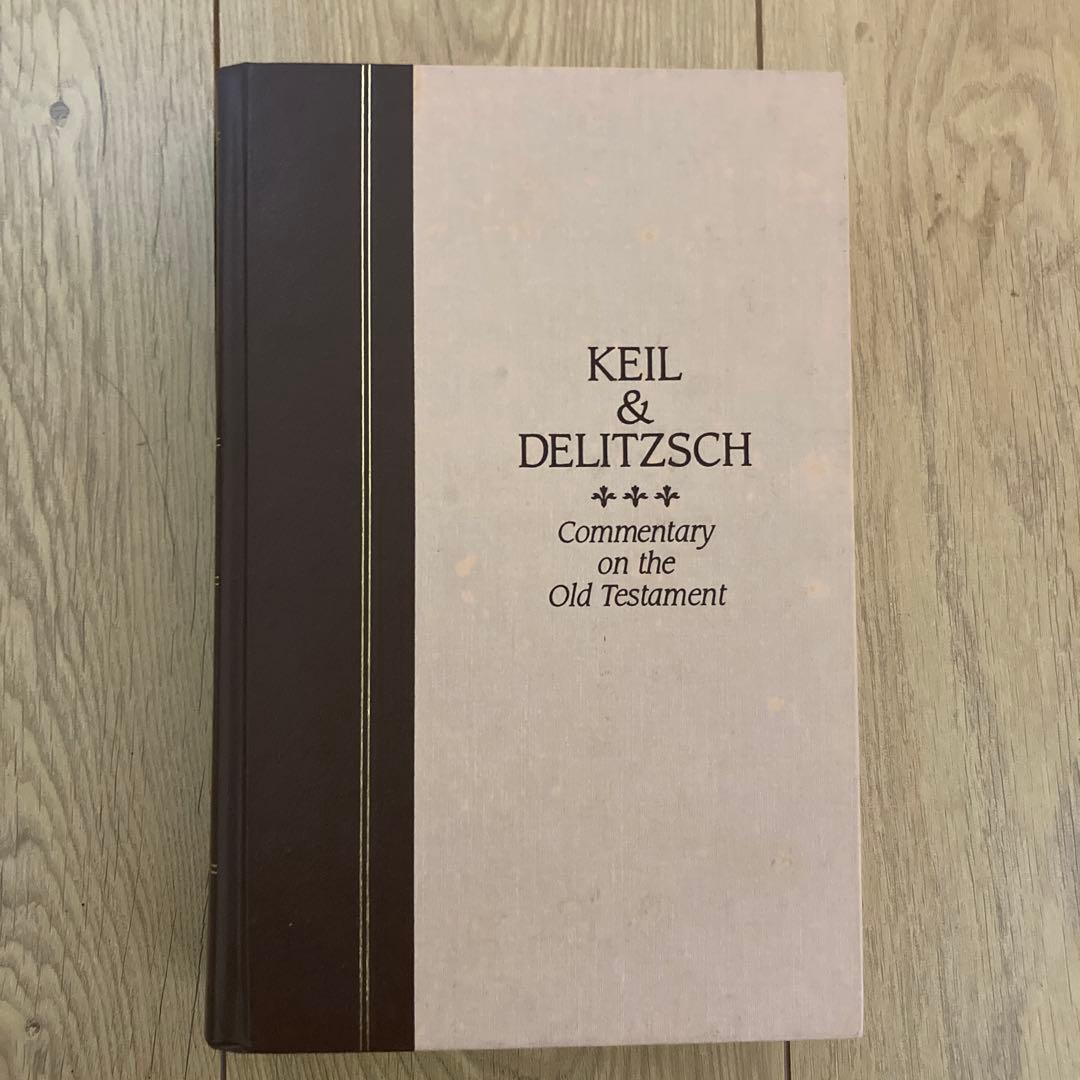 KEIL
&
DELITZSCH
Commentary
on the
Old Testament